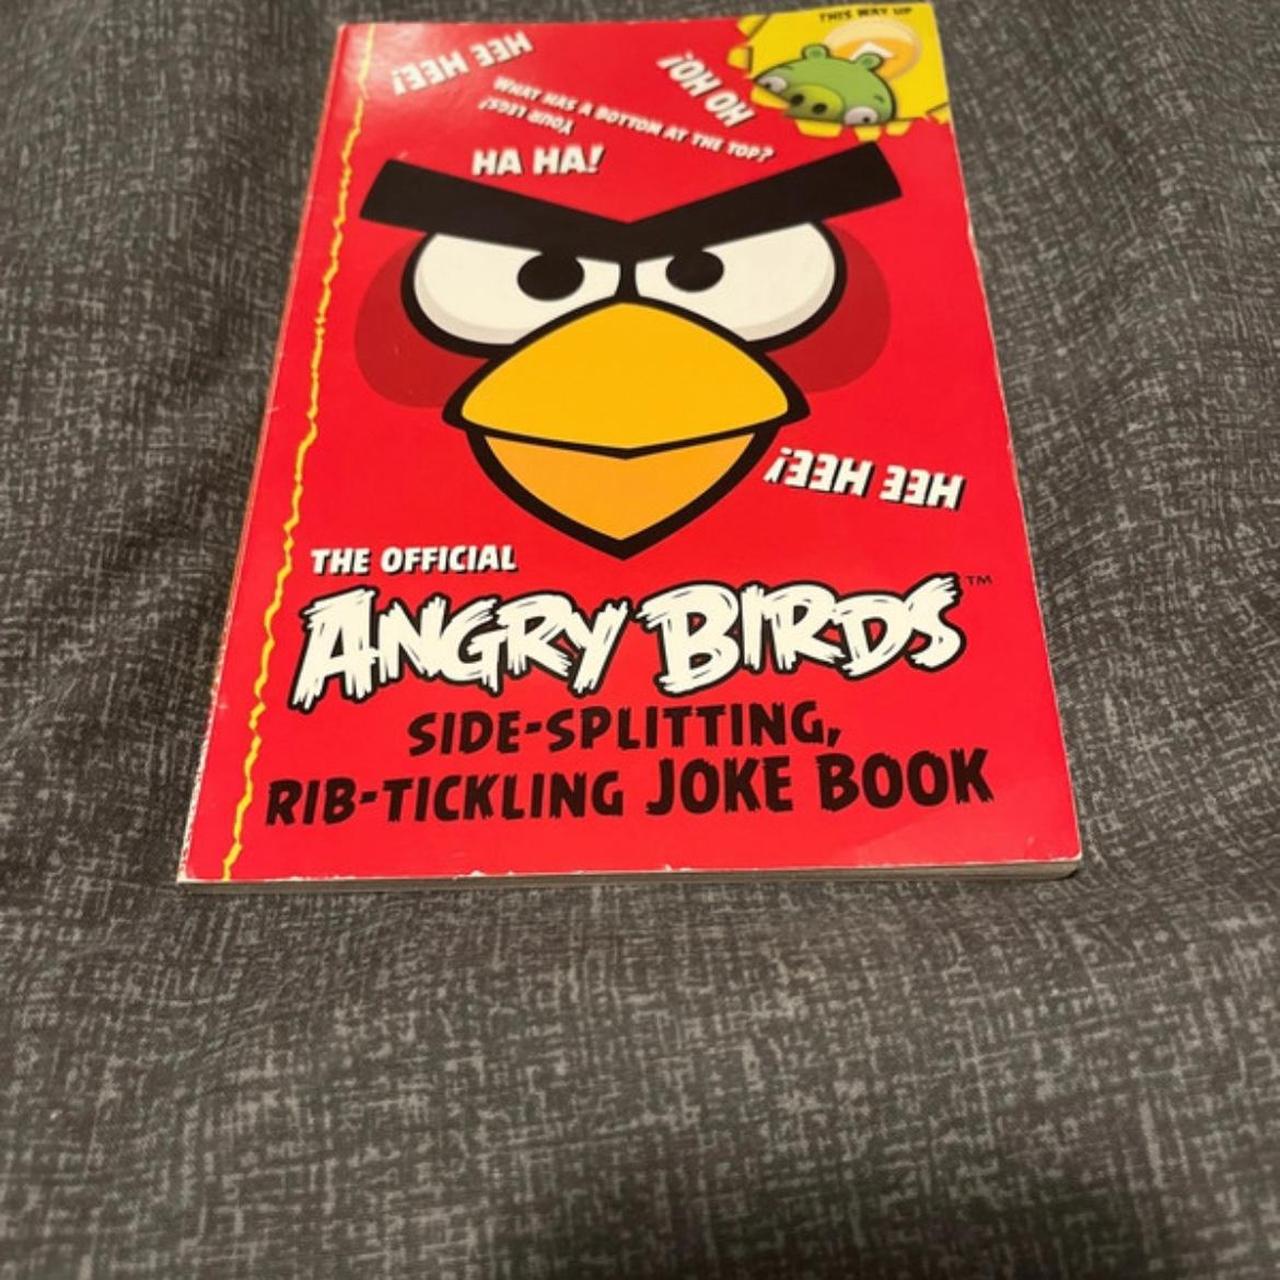 THIS WAY UP
HEE HEE!
HO HO!
WHAT HAS A BOTTOM AT THE TOP?
YOUR LEGS!
HA HA!
HEE HEE!
THE OFFICIAL
ANGRY BIRDS™
SIDE-SPLITTING,
RIB-TICKLING JOKE BOOK